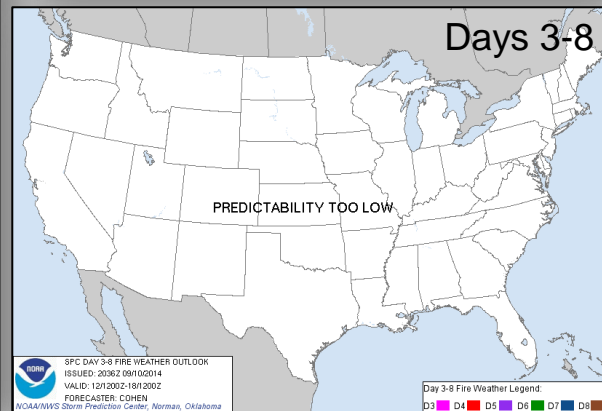 Days 3-8
PREDICTABILITY TOO LOW
NOAA
SPC DAY 3-8 FIRE WEATHER OUTLOOK
ISSUED: 2036Z 09/10/2014
VALID: 12/1200Z-18/1200Z
FORECASTER: COHEN
NOAA/NWS Storm Prediction Center, Norman, Oklahoma
Day 3-8 Fire Weather Legend:
D3 D4 D5 D6 D7 D8